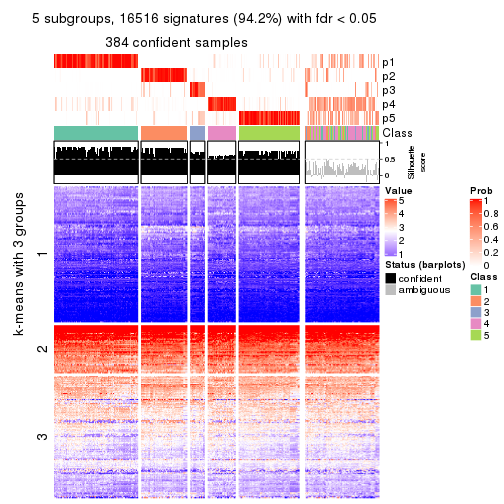 5 subgroups, 16516 signatures (94.2%) with fdr < 0.05
384 confident samples
p1
p2
p3
p4
p5
Class
1
0.5
0
Silhouette
score
k-means with 3 groups
1
2
3
Value
5
4
3
2
1
Status (barplots)
confident
ambiguous
Prob
1
0.8
0.6
0.4
0.2
0
Class
1
2
3
4
5